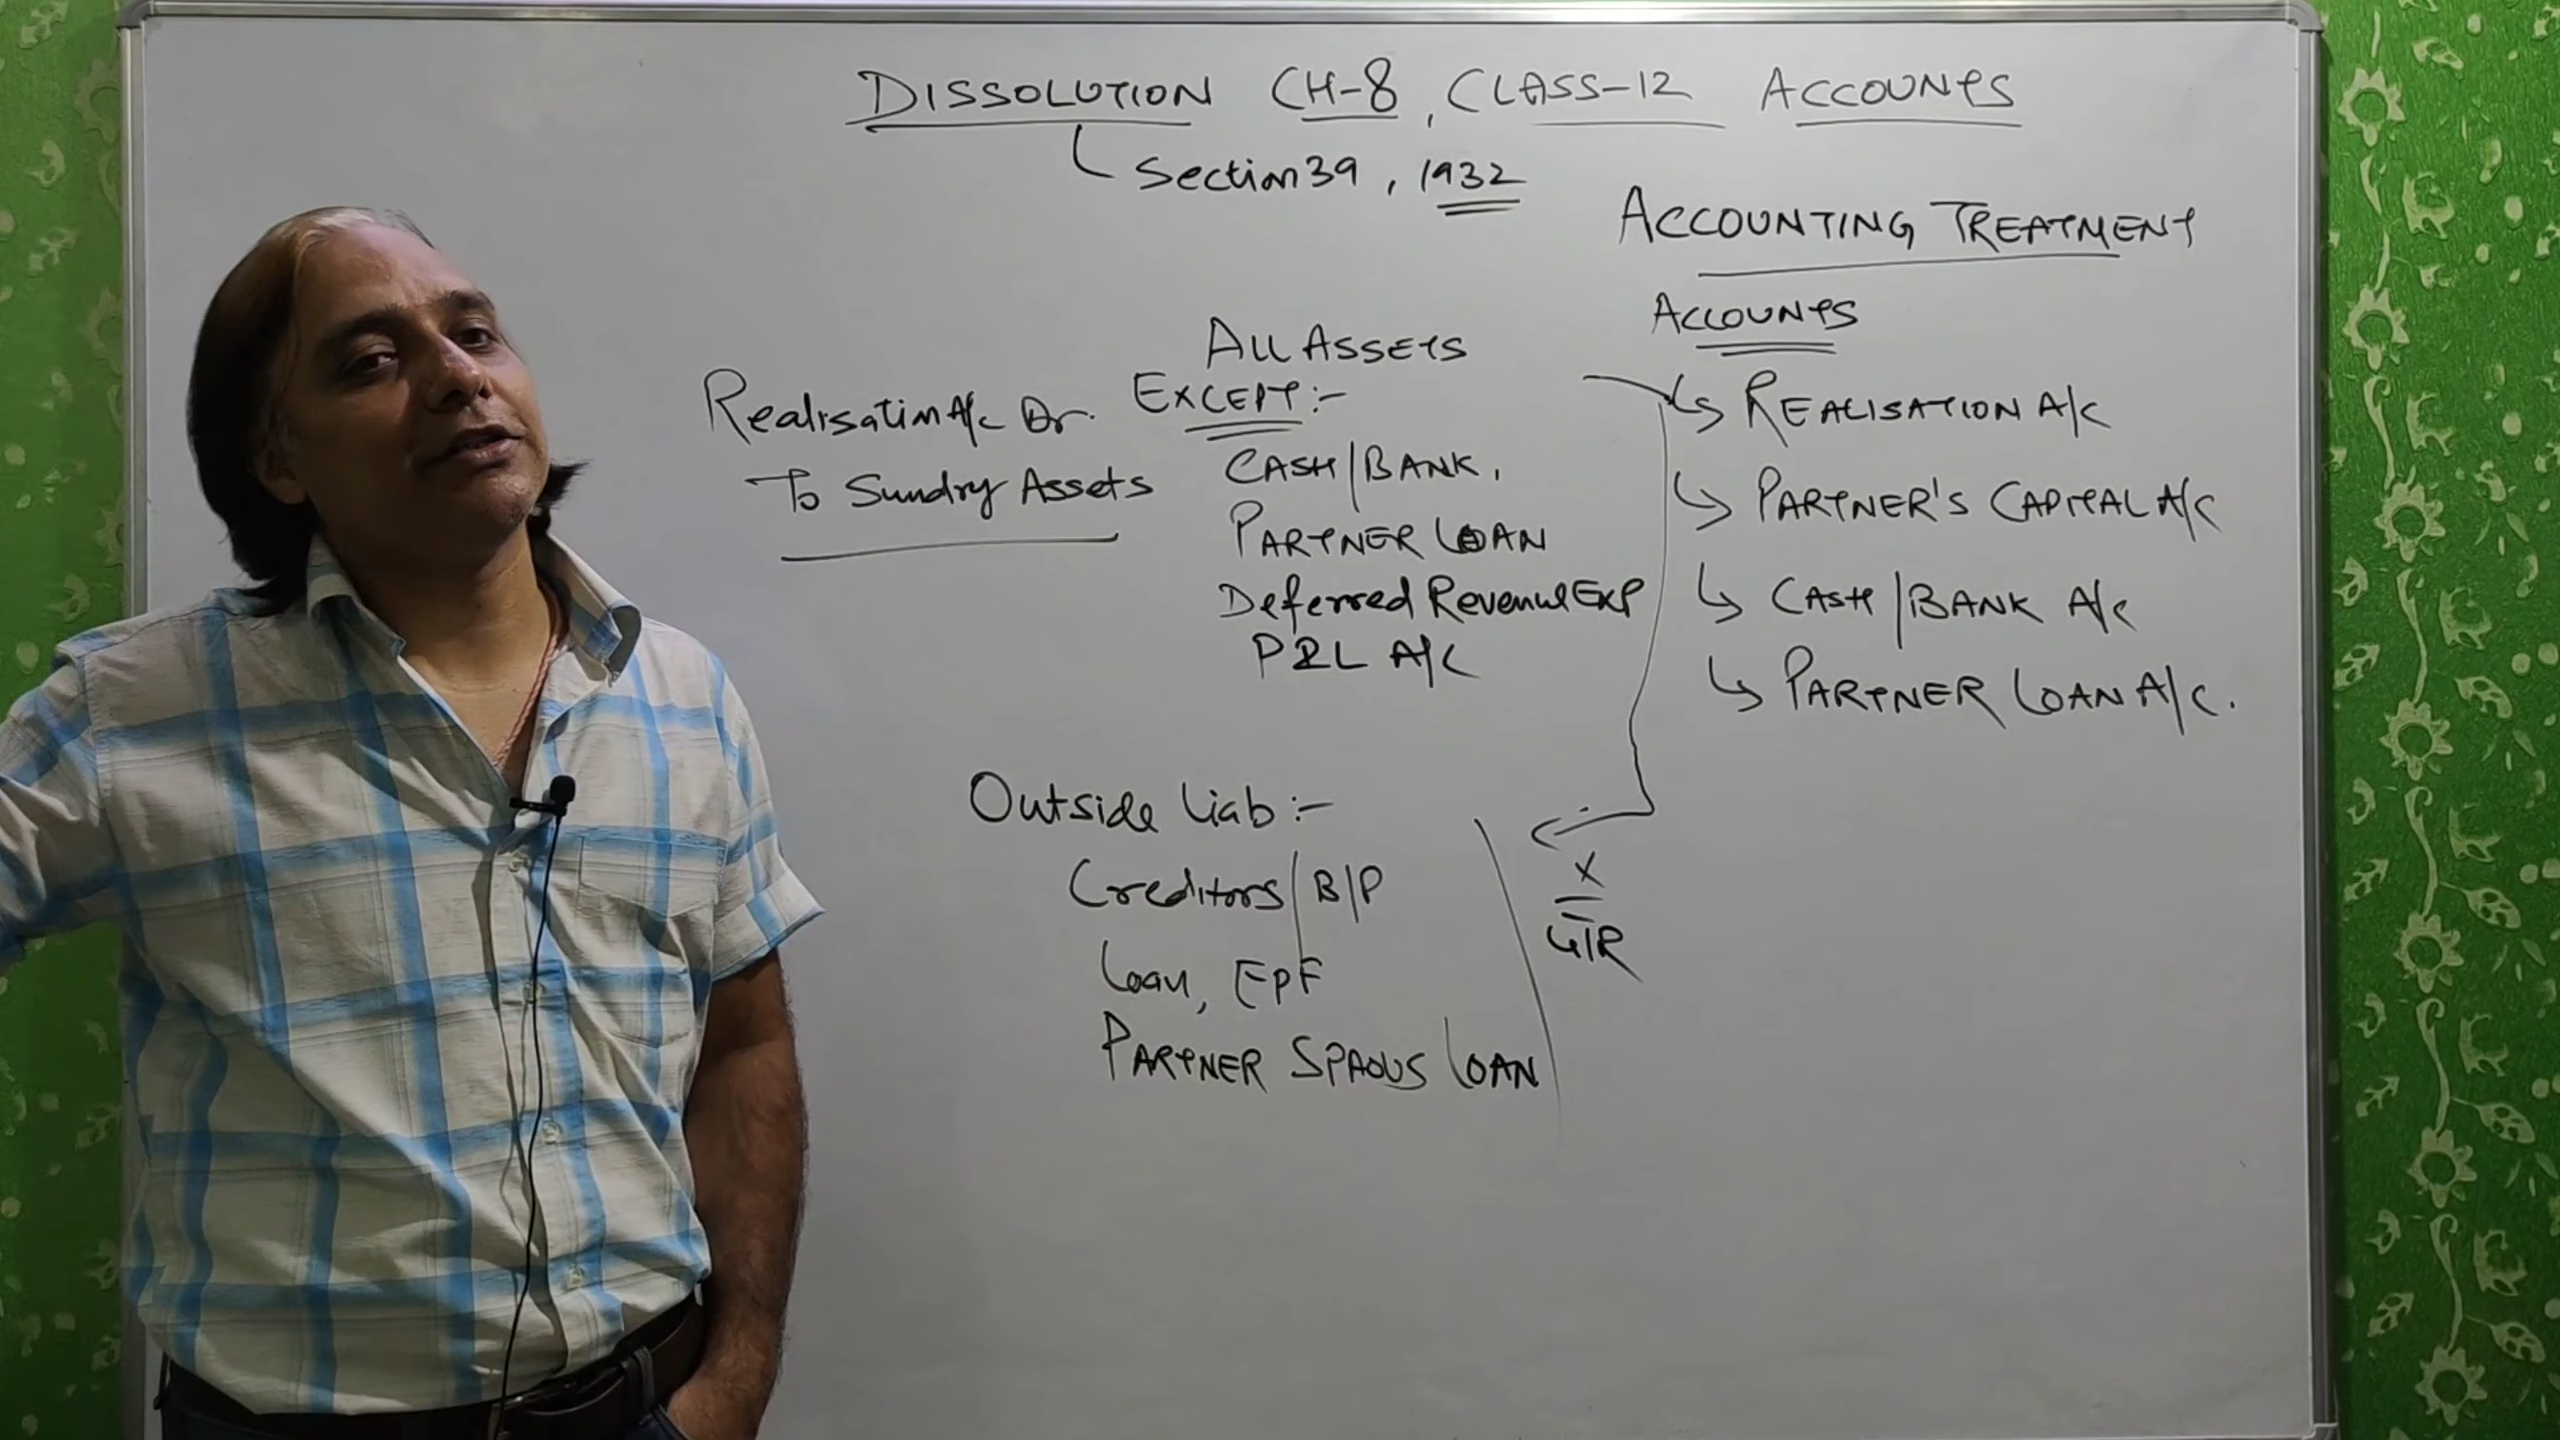 DISSOLUTION CH-8, CLASS-12 ACCOUNTS
Section 39, 1932
ACCOUNTING TREATMENT
ACCOUNTS
REALISATION A/C
PARTNER'S CAPITAL A/C
CASH/BANK A/C
PARTNER LOAN A/C.
Realisation A/c Dr.
To Sundry Assets
ALL ASSETS
EXCEPT:-
CASH/BANK,
PARTNER LOAN
Deferred Revenue Exp
P&L A/C
Outside Liab:-
Creditors/B/P
Loan, EPF
PARTNER SPAOUS LOAN
X
G/R